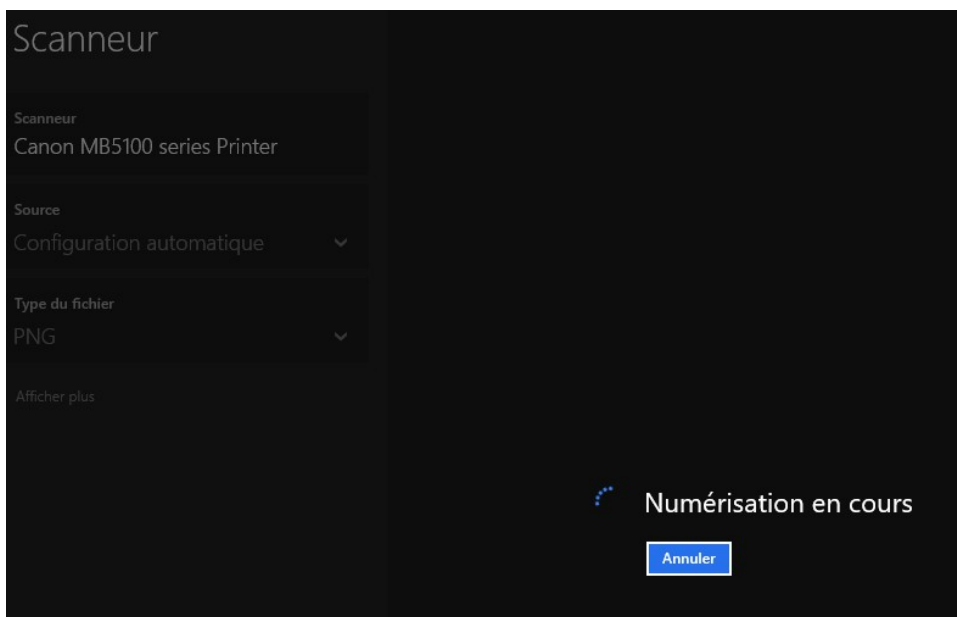 Scanneur
Scanneur
Canon MB5100 series Printer
Source
Configuration automatique
Type du fichier
PNG
Afficher plus
Numérisation en cours
Annuler